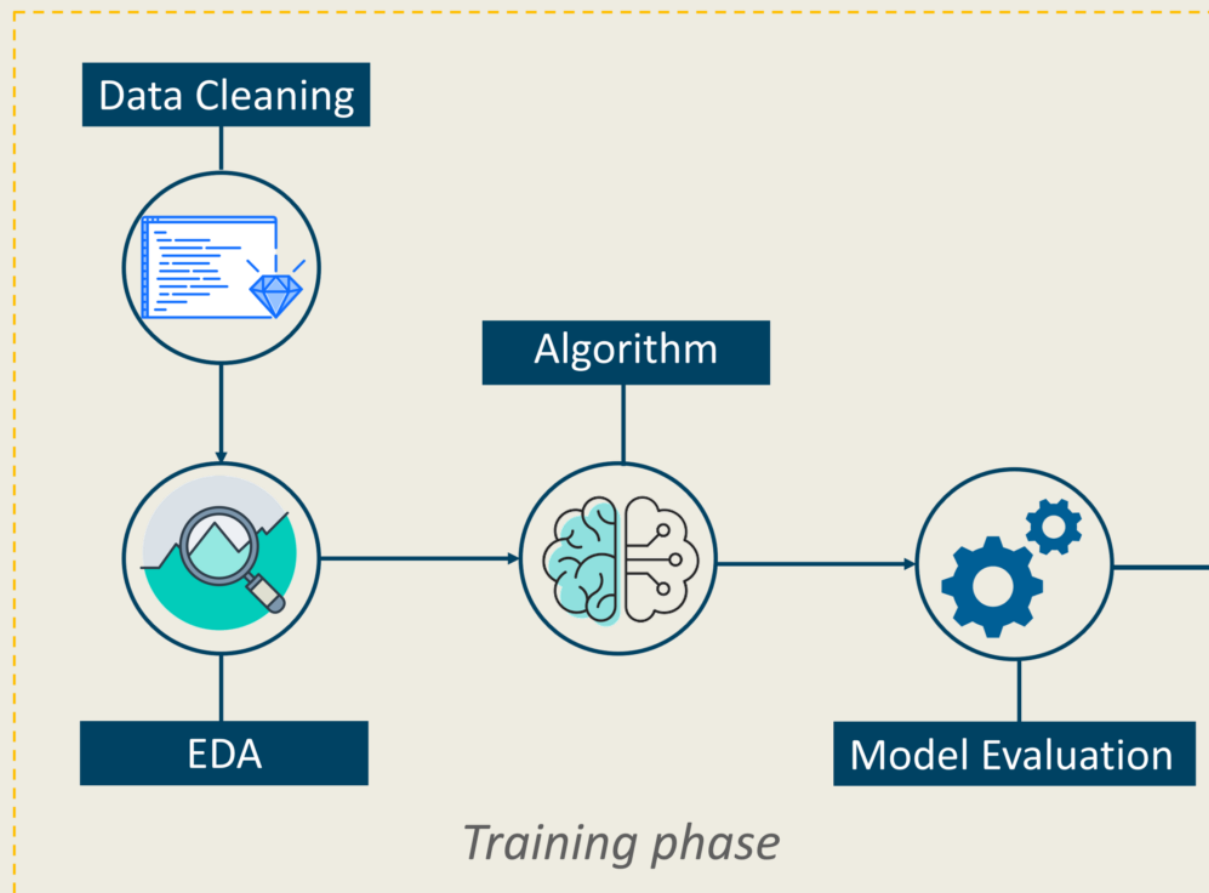 Data Cleaning
Algorithm
EDA
Model Evaluation
Training phase